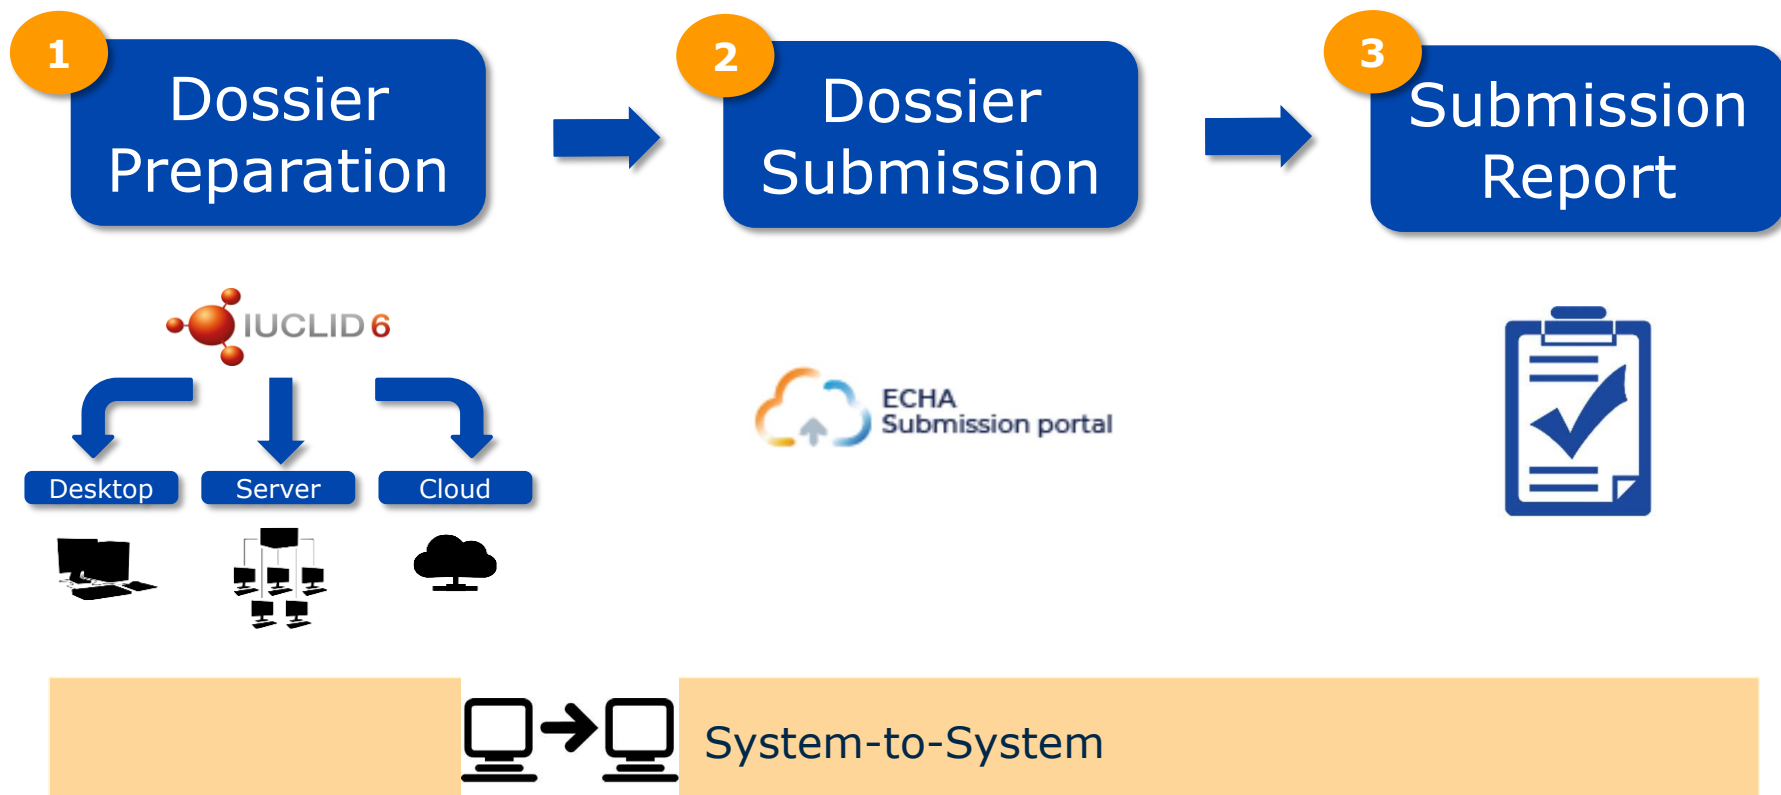 1
Dossier
Preparation
2
Dossier
Submission
3
Submission
Report
IUCLID 6
Desktop
Server
Cloud
ECHA
Submission portal
System-to-System